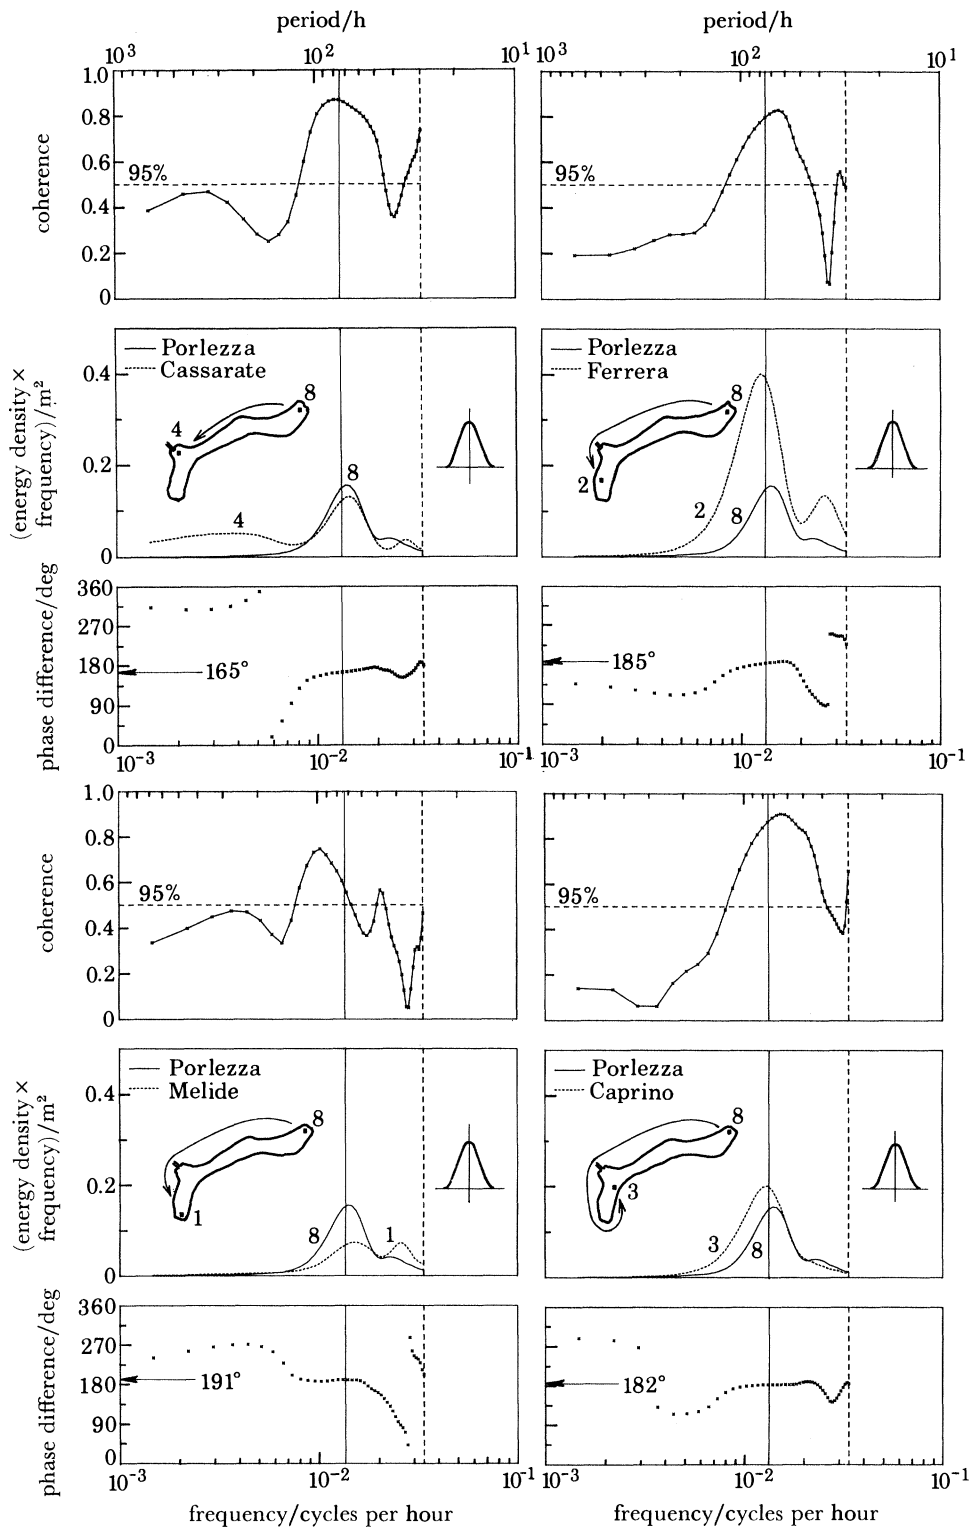 period/h
period/h
10³ 10² 10¹ 10³ 10² 10¹
coherence
1.0
0.8
0.6
0.4
0.2
0
95%
95%
(energy density × frequency)/m²
0.4
0.2
0
Porlezza
Cassarate
8
4
8
4
Porlezza
Ferrera
8
2
2
8
phase difference/deg
360
270
180
90
0
165°
185°
10⁻³ 10⁻² 10⁻¹ 10⁻³ 10⁻² 10⁻¹
coherence
1.0
0.8
0.6
0.4
0.2
0
95%
95%
(energy density × frequency)/m²
0.4
0.2
0
Porlezza
Melide
8
1
8
1
Porlezza
Caprino
8
3
3
8
phase difference/deg
360
270
180
90
0
191°
182°
10⁻³ 10⁻² 10⁻¹ 10⁻³ 10⁻² 10⁻¹
frequency/cycles per hour
frequency/cycles per hour